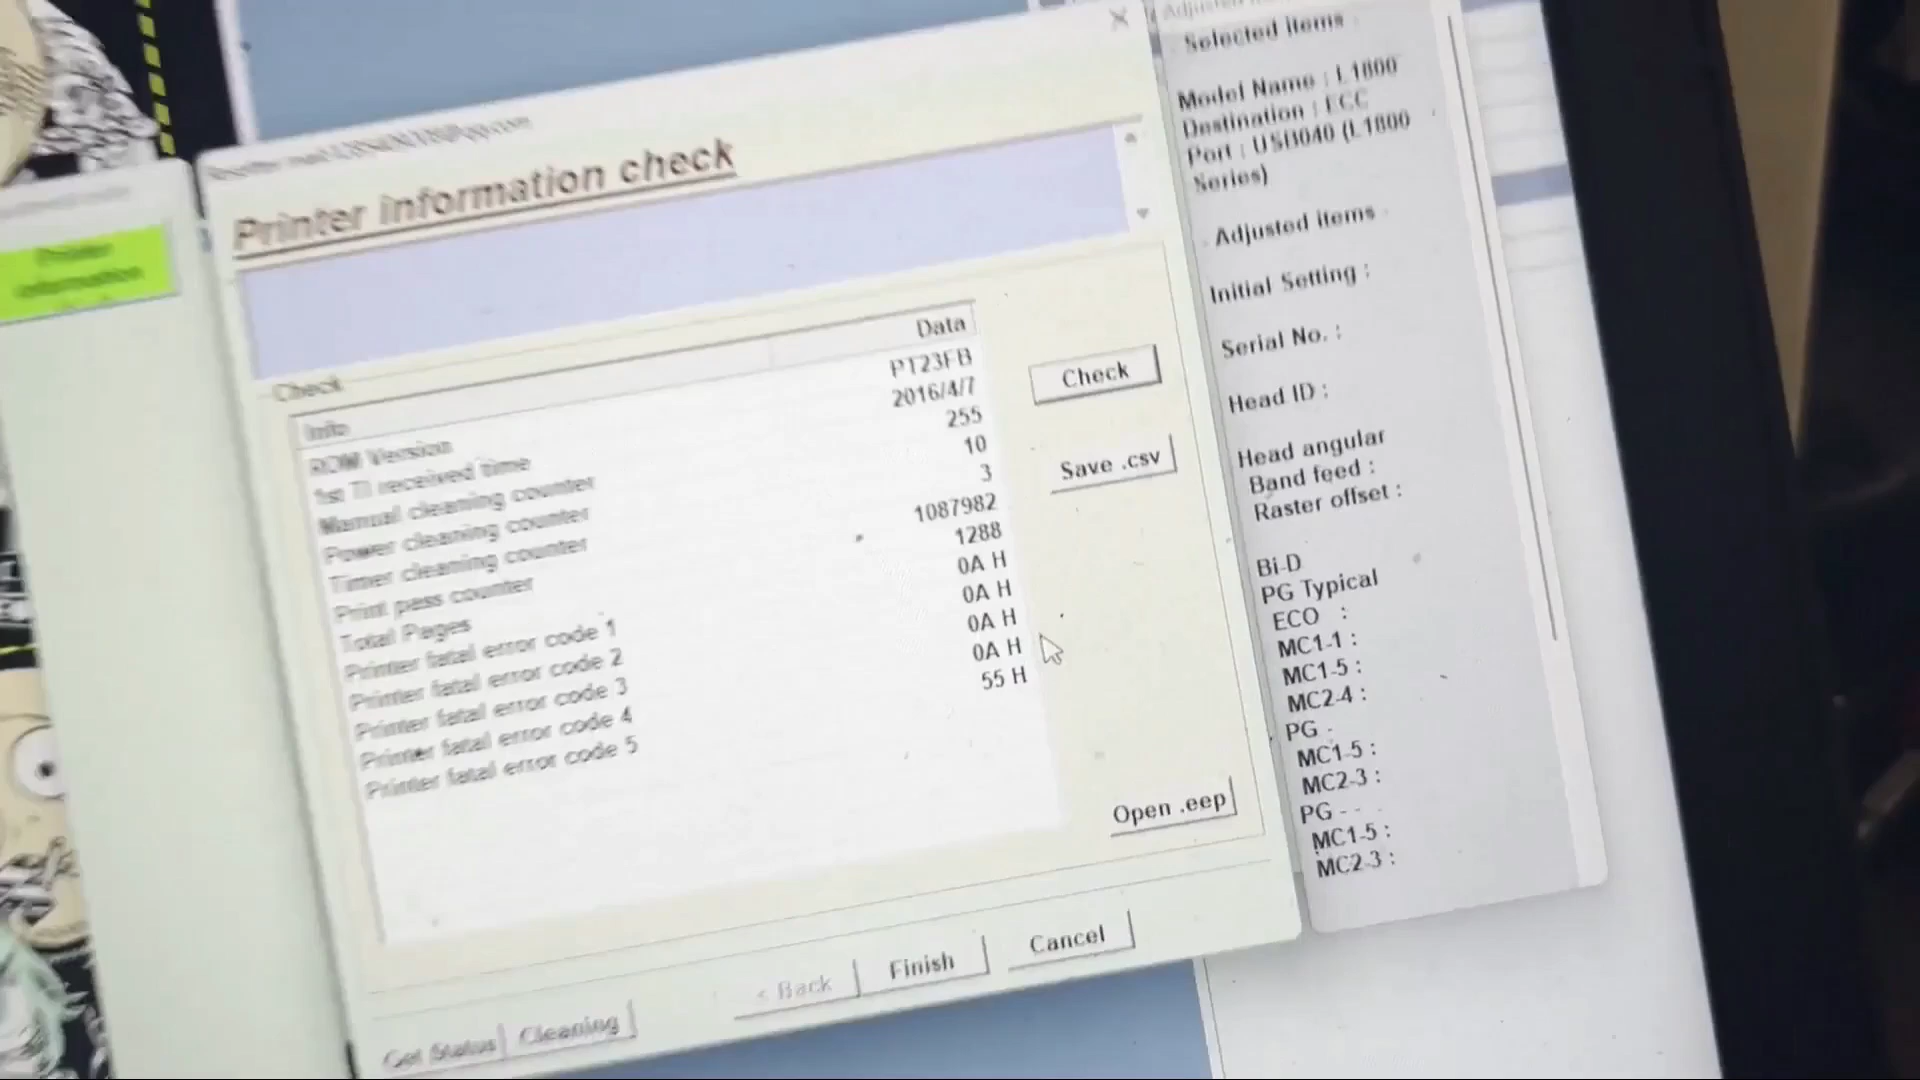 Printer information check
Printer
information
Check
Info Data
ROM Version PT23FB
1st TI received time 2016/4/7
Manual cleaning counter 255
Power cleaning counter 10
Timer cleaning counter 3
Print pass counter 1087982
Total Pages 1288
Printer fatal error code 1 0A H
Printer fatal error code 2 0A H
Printer fatal error code 3 0A H
Printer fatal error code 4 0A H
Printer fatal error code 5 55 H
Check
Save .csv
Open .eep
< Back
Finish
Cancel
Get Status
Cleaning
Selected items
Model Name : L1800
Destination : ECC
Port : USB040 (L1800
Series)
Adjusted items
Initial Setting :
Serial No. :
Head ID :
Head angular
Band feed :
Raster offset :
Bi-D
PG Typical
ECO :
MC1-1 :
MC1-5 :
MC2-4 :
PG -
MC1-5 :
MC2-3 :
PG - -
MC1-5 :
MC2-3 :